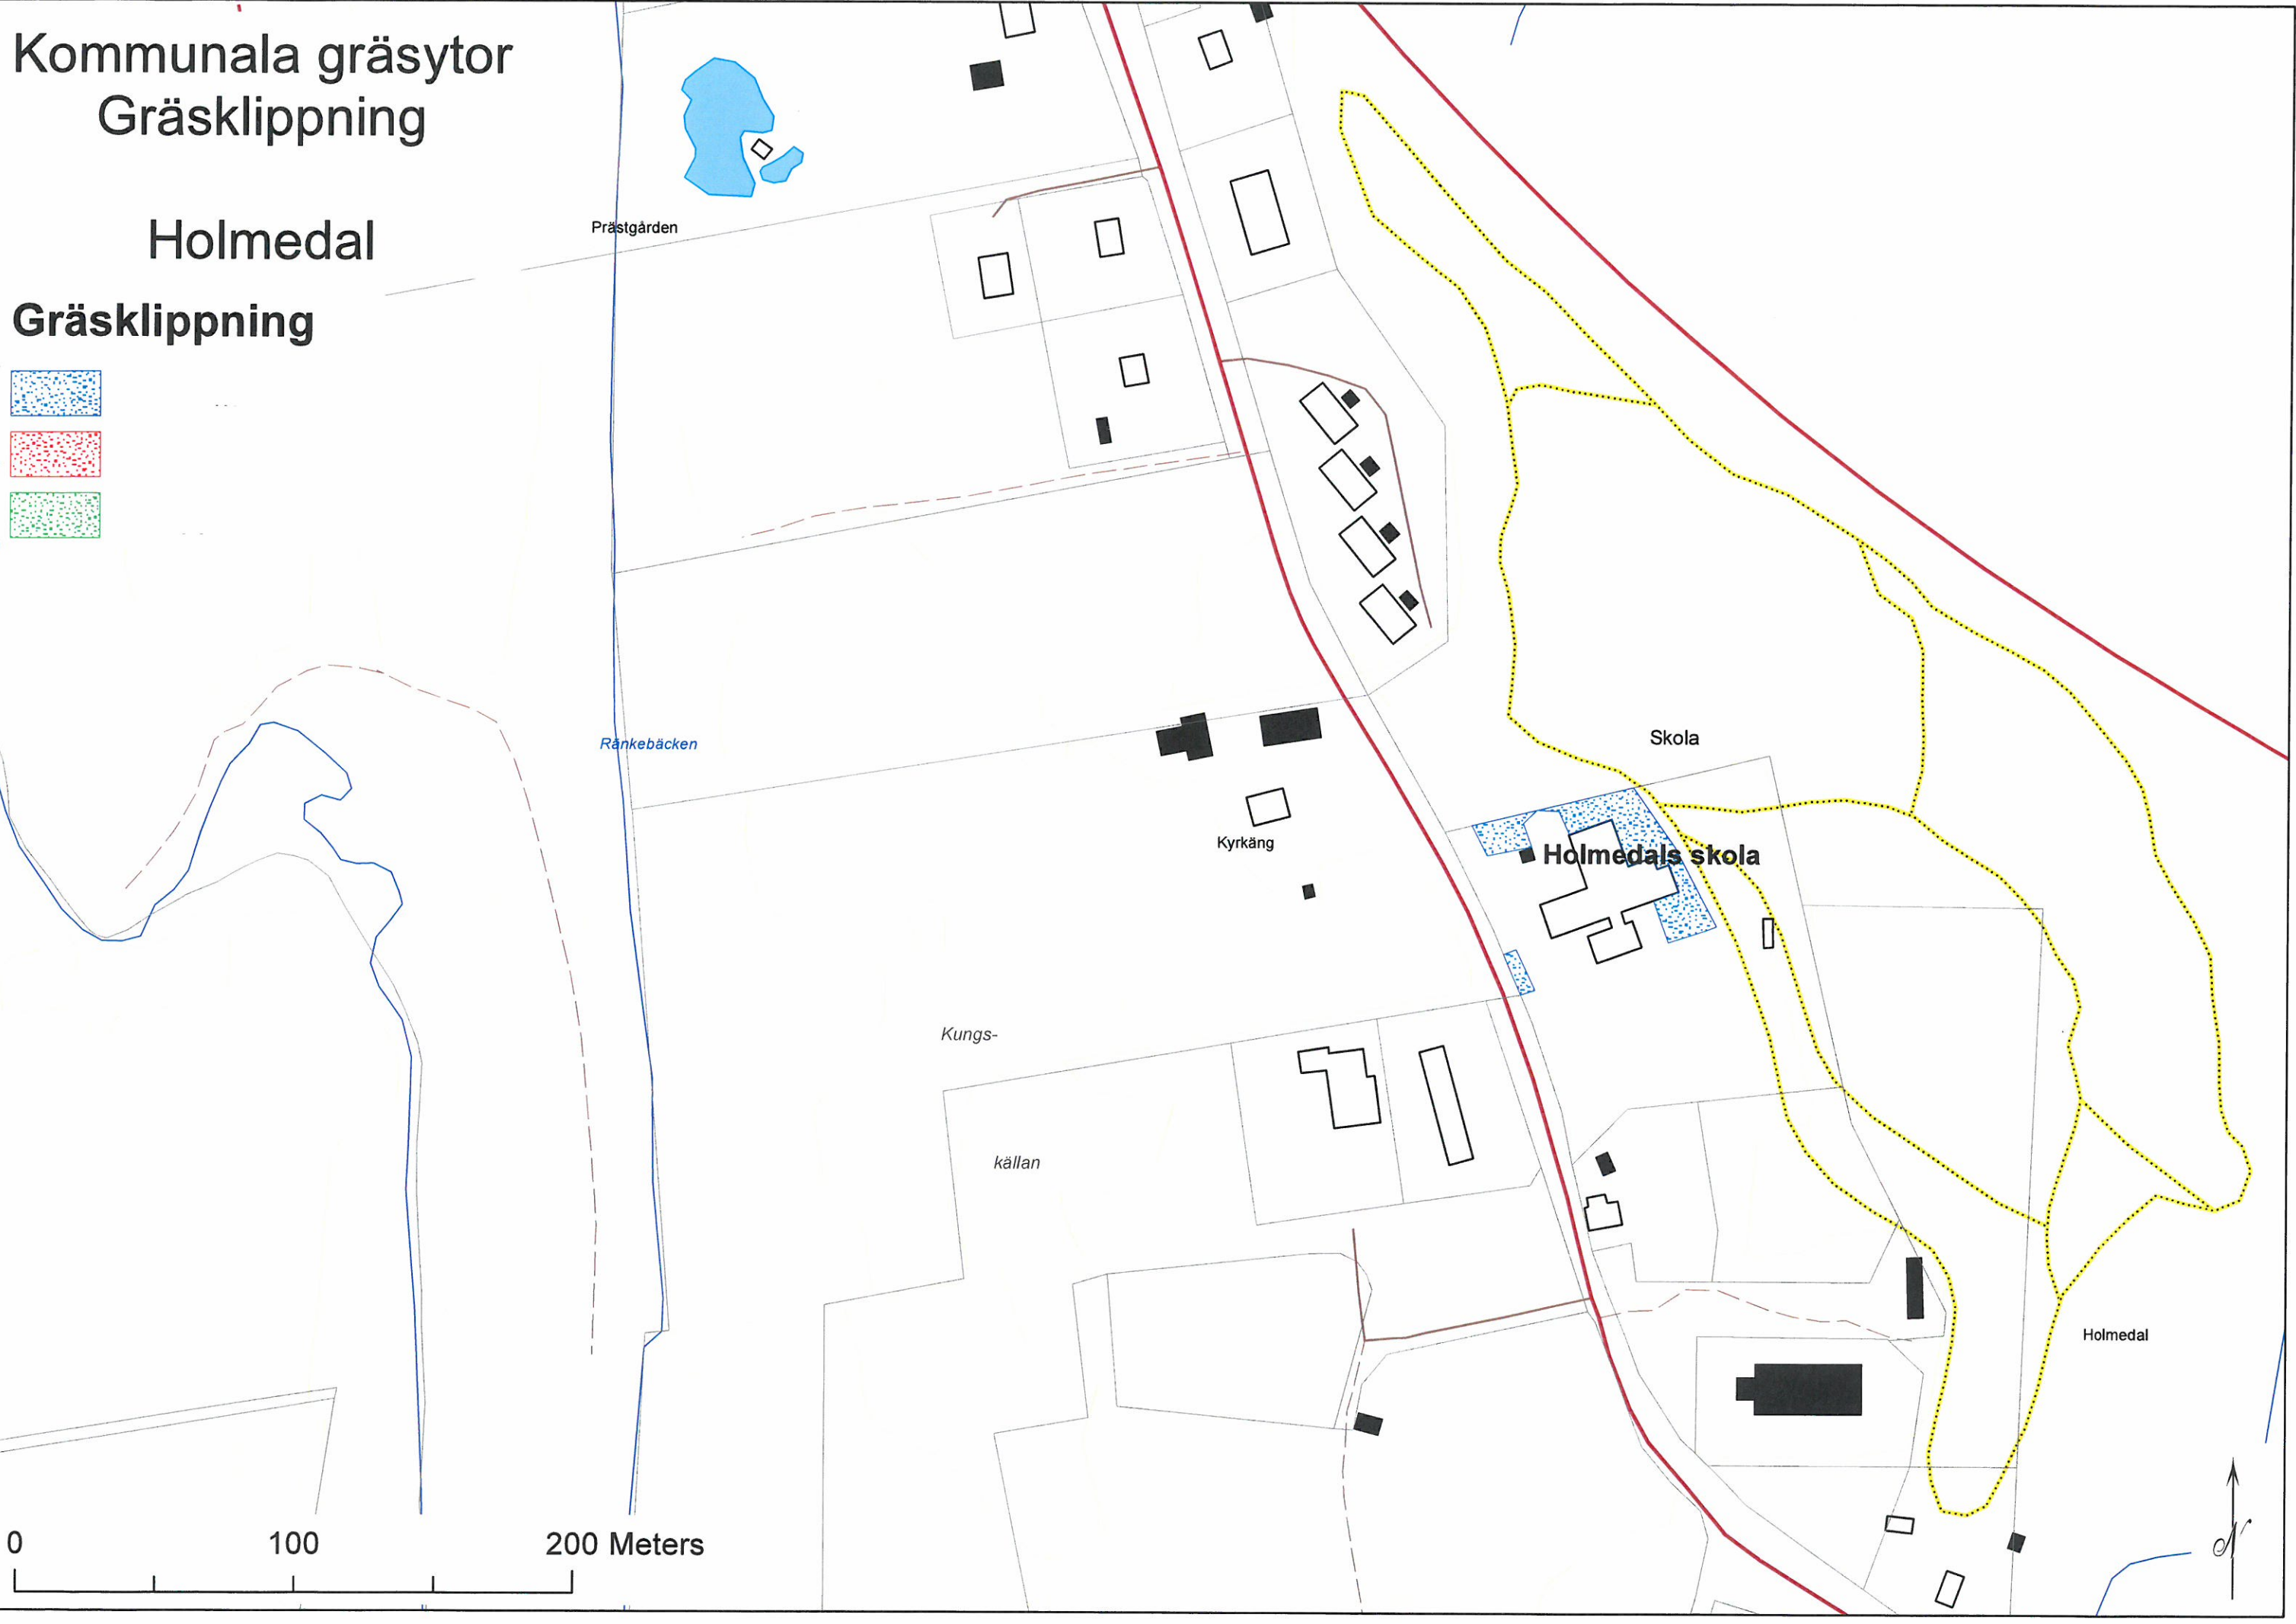 Kommunala gräsytor
Gräsklippning
Holmedal
Gräsklippning
Prästgården
Ränkebäcken
Skola
Kyrkäng
Holmedals skola
Kungs-
källan
Holmedal
0 100 200 Meters
N